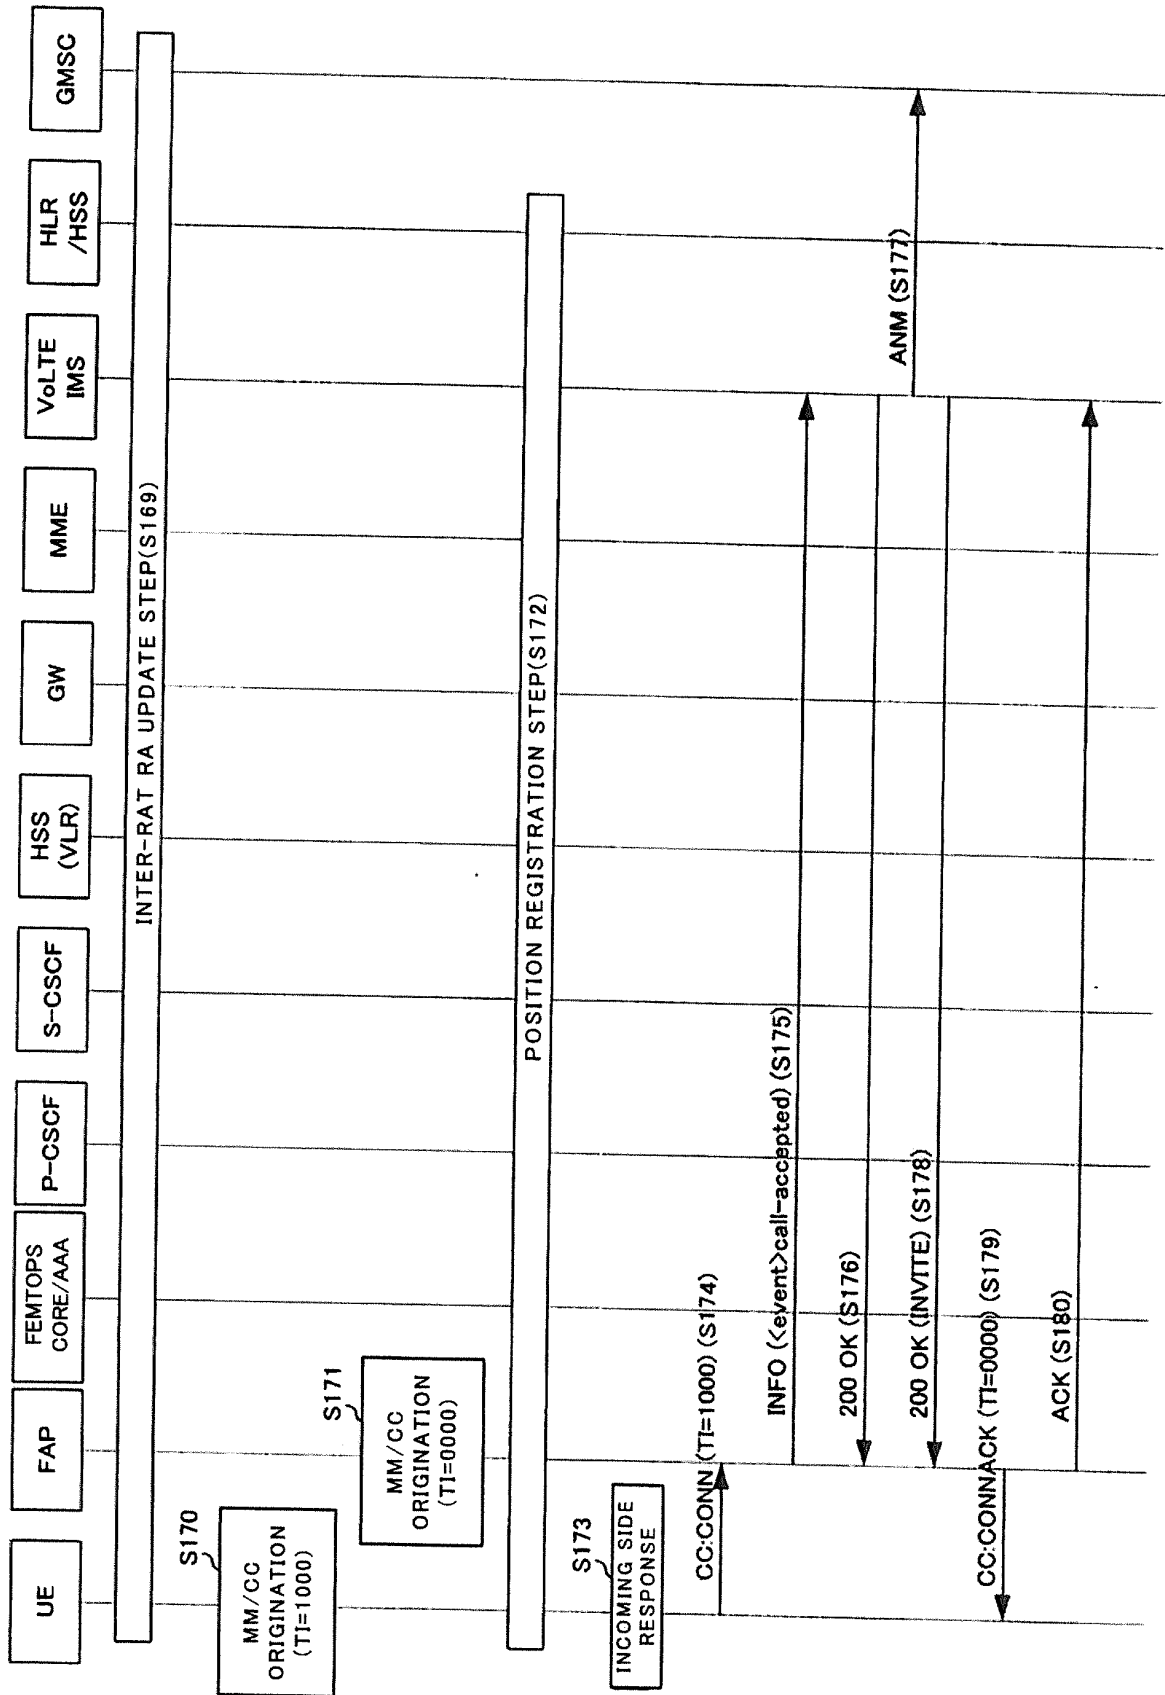 UE
FAP
FEMTOPS
CORE/AAA
P-CSCF
S-CSCF
HSS
(VLR)
GW
MME
VoLTE
IMS
HLR
/HSS
GMSC
INTER-RAT RA UPDATE STEP(S169)
S170
MM/CC
ORIGINATION
(TI=1000)
S171
MM/CC
ORIGINATION
(TI=0000)
POSITION REGISTRATION STEP(S172)
S173
INCOMING SIDE
RESPONSE
CC:CONN (TI=1000) (S174)
INFO (<event>call-accepted) (S175)
200 OK (S176)
ANM (S177)
200 OK (INVITE) (S178)
CC:CONNACK (TI=0000) (S179)
ACK (S180)